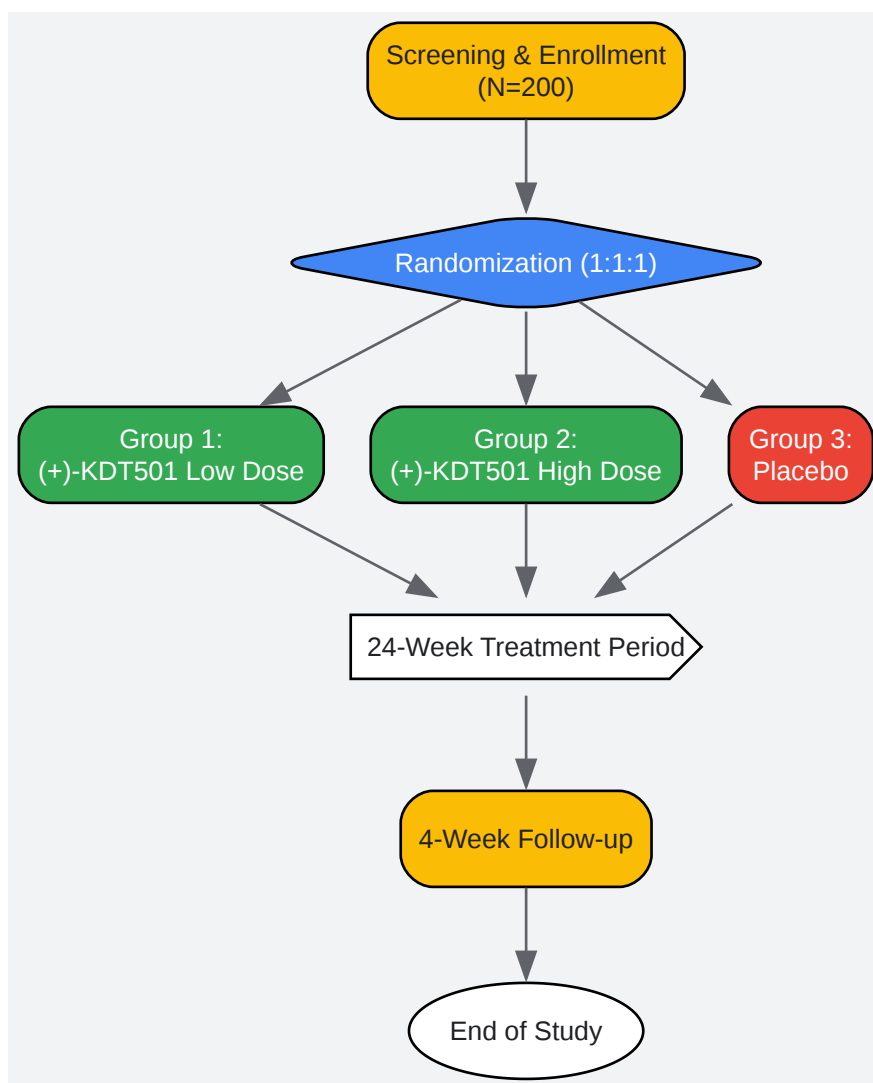 Screening & Enrollment
(N=200)
Randomization (1:1:1)
Group 1:
(+)-KDT501 Low Dose
Group 2:
(+)-KDT501 High Dose
Group 3:
Placebo
24-Week Treatment Period
4-Week Follow-up
End of Study